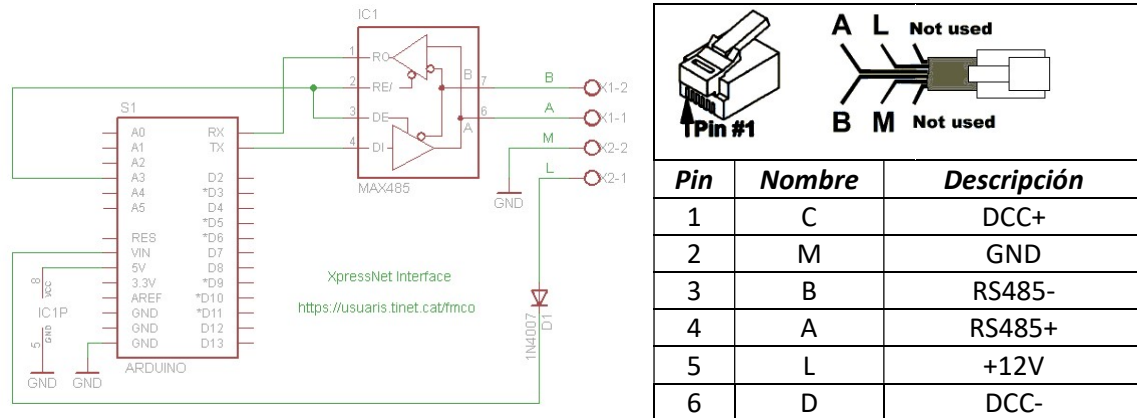 IC1
1 RO
2 RE/
3 DE
4 DI
B 7
A 6
MAX485
B X1-2
A X1-1
M X2-2
L X2-1
GND
S1
A0 RX
A1 TX
A2
A3 D2
A4 *D3
A5 D4
*D5
RES *D6
VIN D7
5V D8
3.3V *D9
AREF *D10
GND *D11
GND D12
GND D13
ARDUINO
8 VCC
IC1P
5 GND
GND GND
XpressNet Interface
https://usuaris.tinet.cat/fmco
1N4007
D1
Pin #1
A L Not used
B M Not used
Pin Nombre Descripción
1 C DCC+
2 M GND
3 B RS485-
4 A RS485+
5 L +12V
6 D DCC-